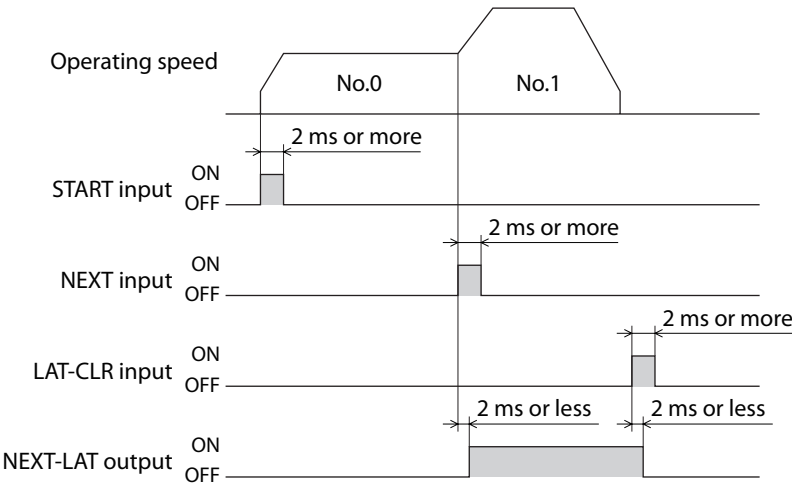 Operating speed
No.0
No.1
2 ms or more
START input
ON
OFF
2 ms or more
NEXT input
ON
OFF
2 ms or more
LAT-CLR input
ON
OFF
2 ms or less
2 ms or less
NEXT-LAT output
ON
OFF